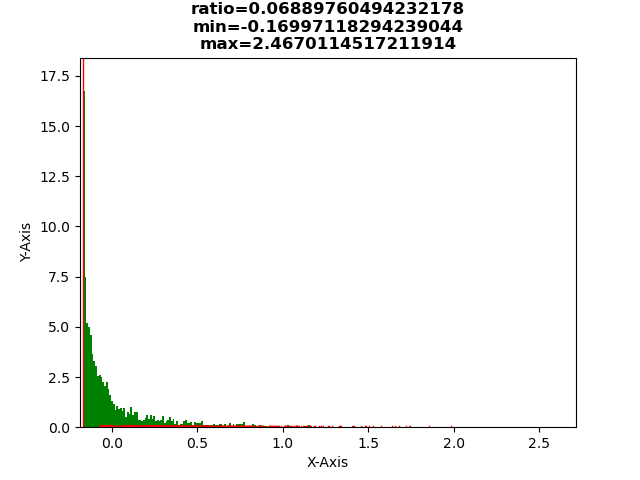 ratio=0.06889760494232178
min=-0.16997118294239044
max=2.4670114517211914
17.5
15.0
12.5
10.0
7.5
5.0
2.5
0.0
Y-Axis
0.0 0.5 1.0 1.5 2.0 2.5
X-Axis